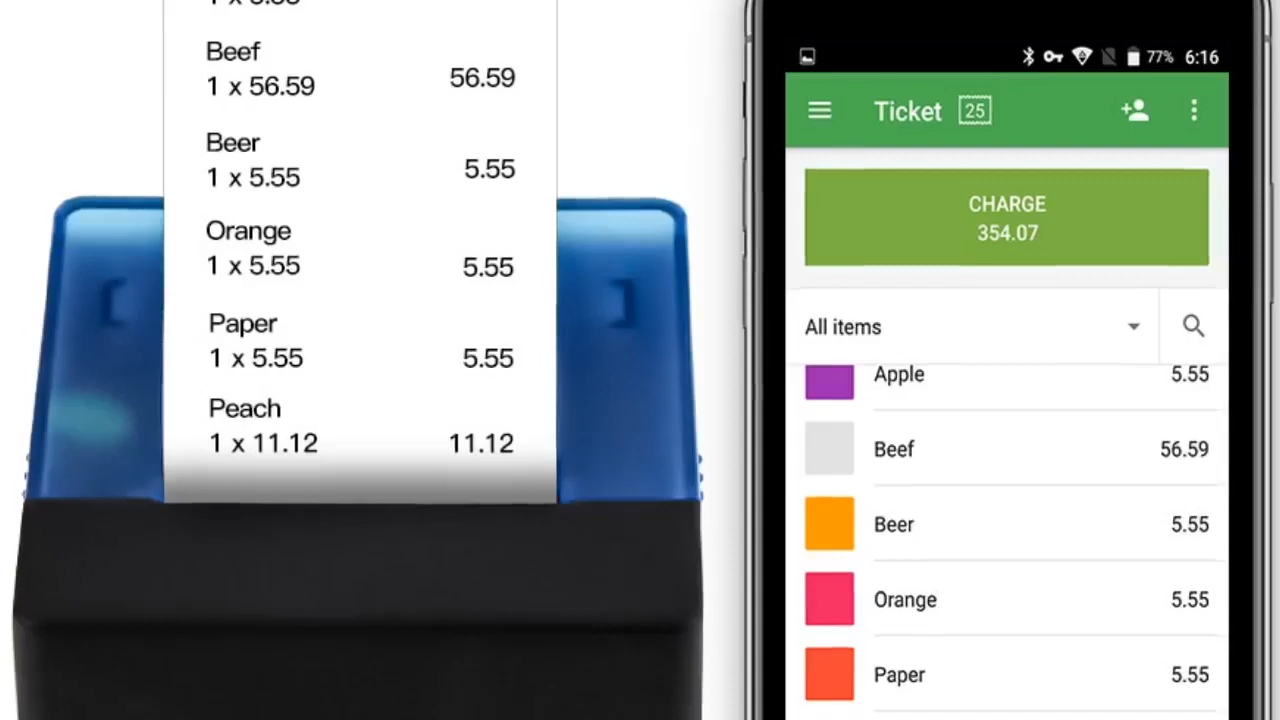 Beef
1 x 56.59 56.59
Beer
1 x 5.55 5.55
Orange
1 x 5.55 5.55
Paper
1 x 5.55 5.55
Peach
1 x 11.12 11.12
77% 6:16
Ticket 25
CHARGE
354.07
All items
Apple 5.55
Beef 56.59
Beer 5.55
Orange 5.55
Paper 5.55